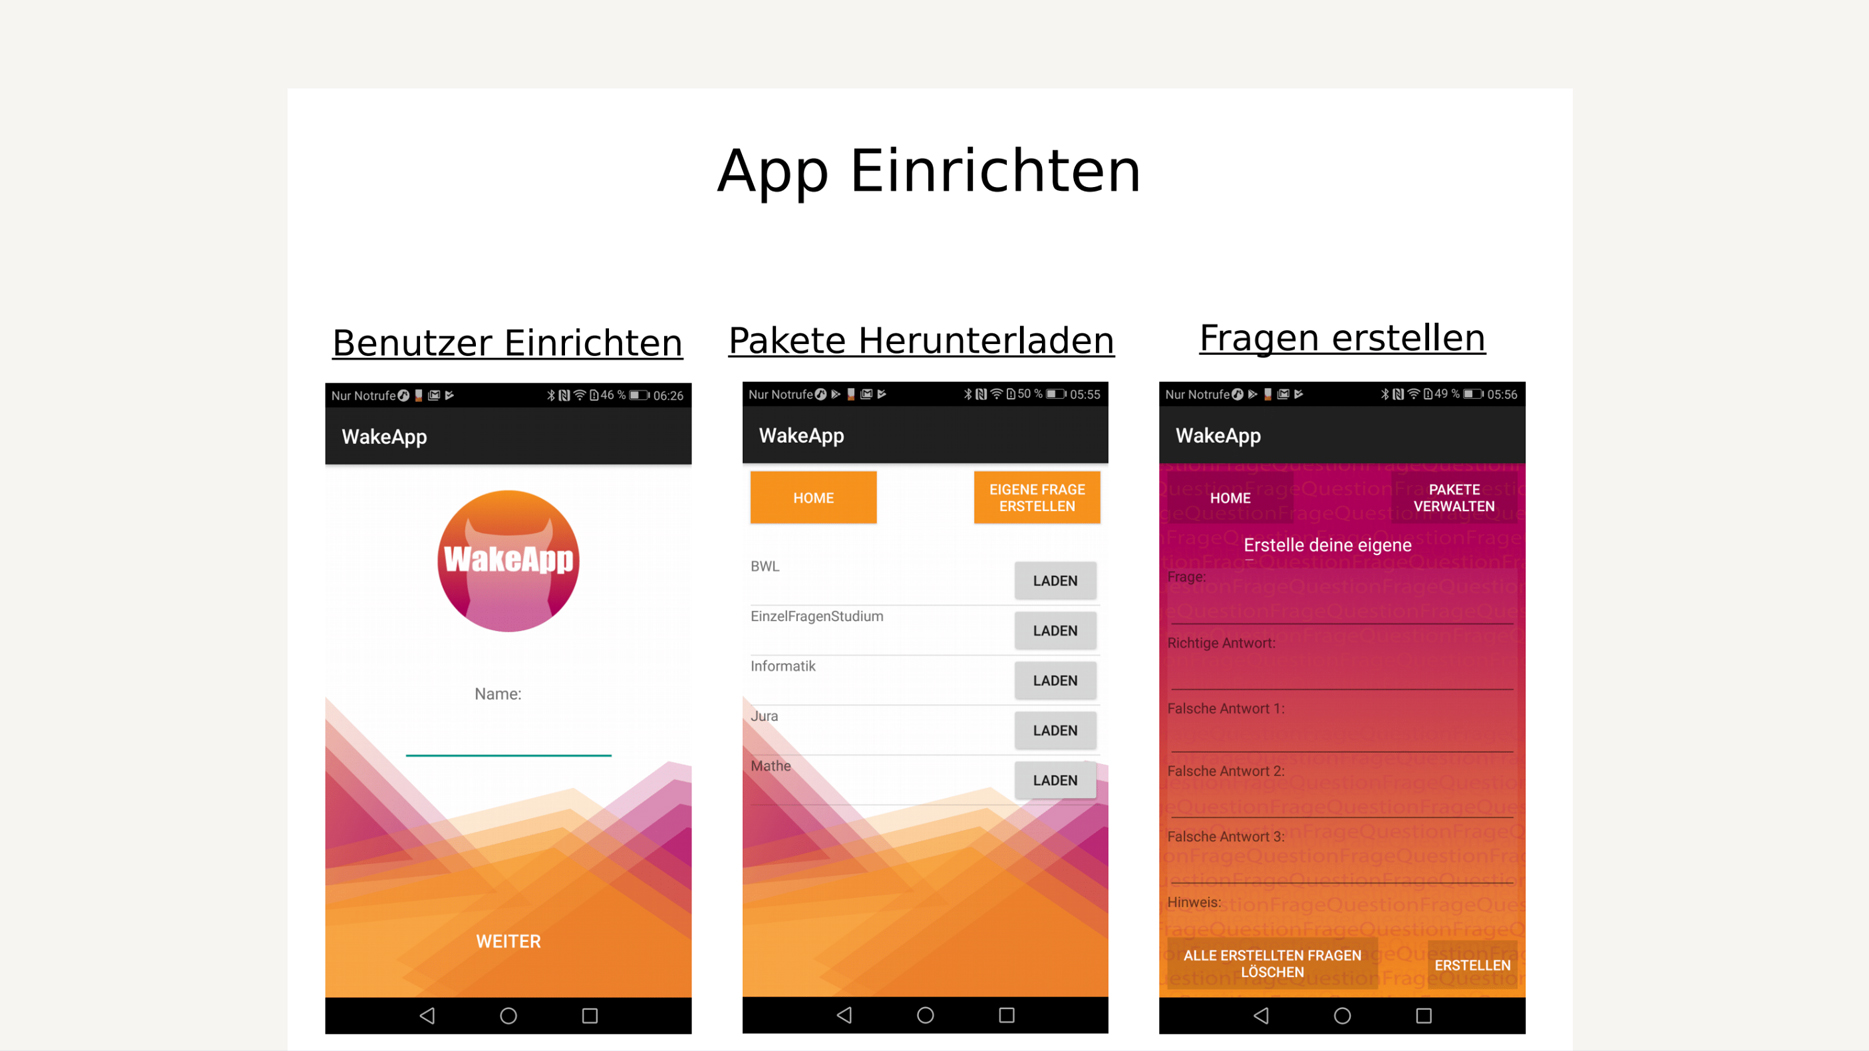 App Einrichten
Benutzer Einrichten
Nur Notrufe 46 % 06:26
WakeApp
WakeApp
Name:
WEITER
Pakete Herunterladen
Nur Notrufe 50 % 05:55
WakeApp
HOME
EIGENE FRAGE
ERSTELLEN
BWL
LADEN
EinzelFragenStudium
LADEN
Informatik
LADEN
Jura
LADEN
Mathe
LADEN
Fragen erstellen
Nur Notrufe 49 % 05:56
WakeApp
HOME
PAKETE
VERWALTEN
Erstelle deine eigene
Frage:
Richtige Antwort:
Falsche Antwort 1:
Falsche Antwort 2:
Falsche Antwort 3:
Hinweis:
ALLE ERSTELLTEN FRAGEN
LÖSCHEN
ERSTELLEN